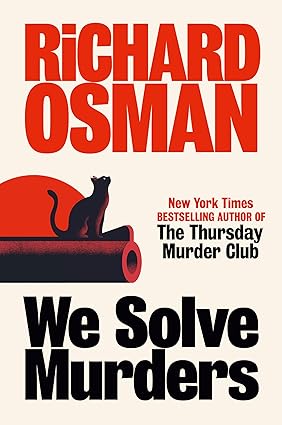 RiCHARD
OSMAN
New York Times
BESTSELLING AUTHOR OF
The Thursday
Murder Club
We Solve
Murders